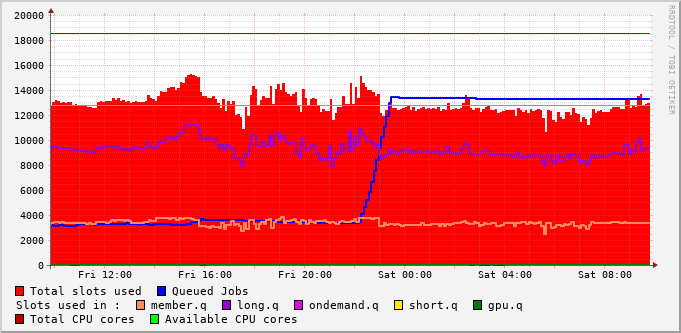 RRDTOOL / TOBI OETIKER
20000
18000
16000
14000
12000
10000
8000
6000
4000
2000
0
Fri 12:00 Fri 16:00 Fri 20:00 Sat 00:00 Sat 04:00 Sat 08:00
Total slots used Queued Jobs
Slots used in : member.q long.q ondemand.q short.q gpu.q
Total CPU cores Available CPU cores